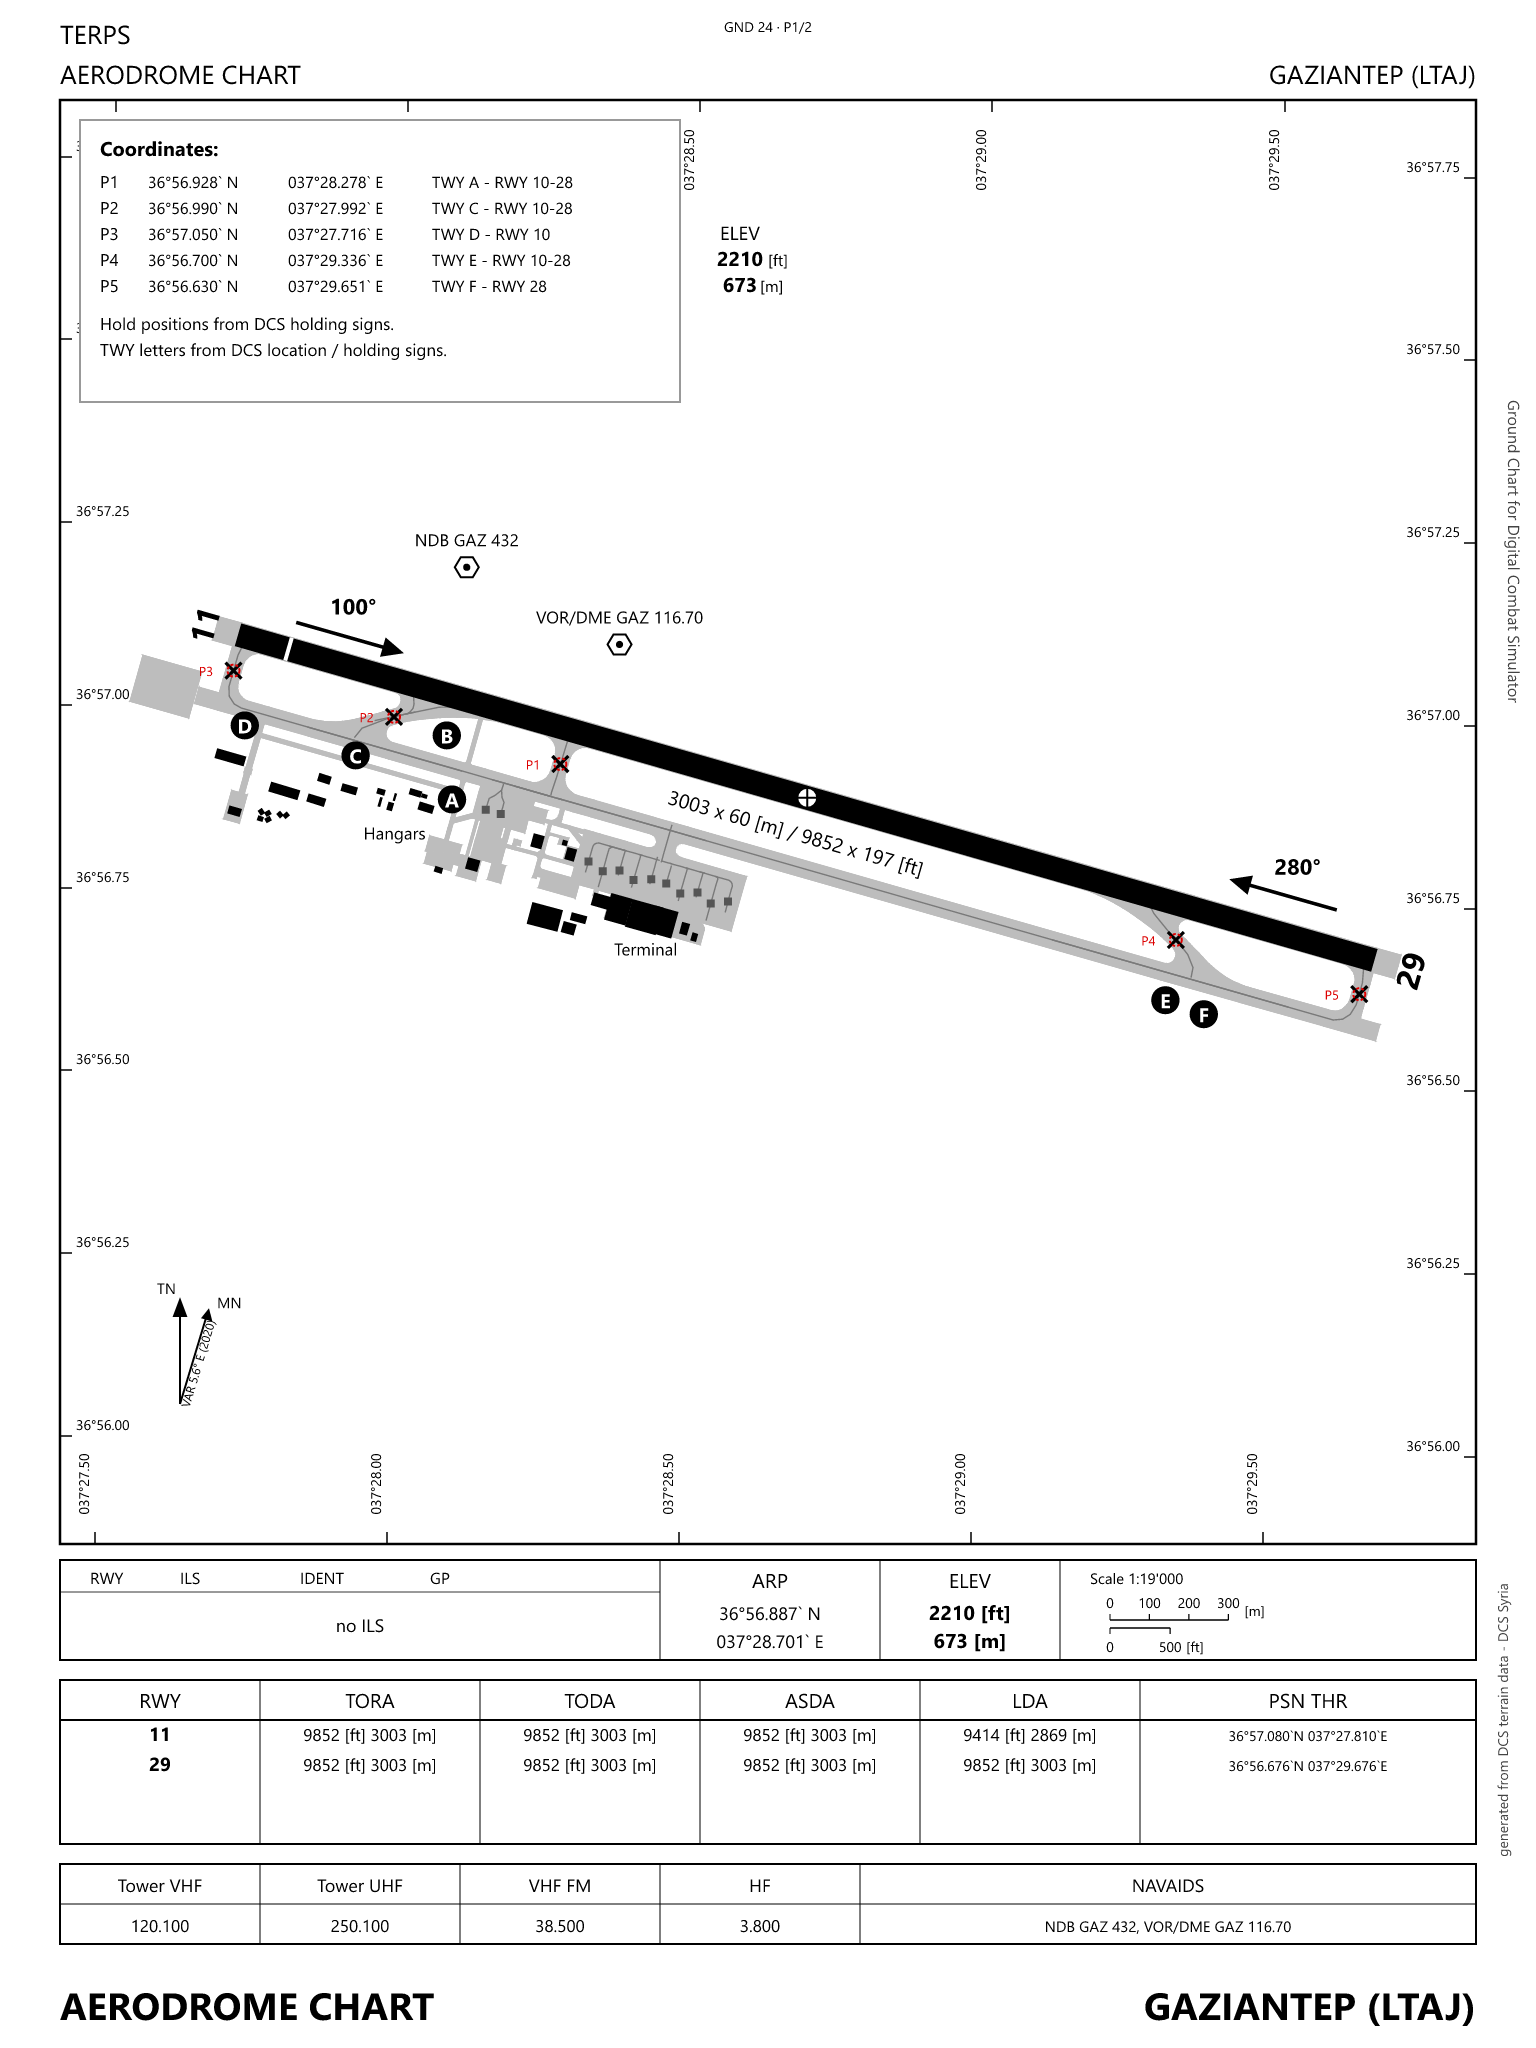 GND 24 · P1/2
TERPS
AERODROME CHART
GAZIANTEP (LTAJ)
Coordinates:
P1 36°56.928` N 037°28.278` E TWY A - RWY 10-28
P2 36°56.990` N 037°27.992` E TWY C - RWY 10-28
P3 36°57.050` N 037°27.716` E TWY D - RWY 10
P4 36°56.700` N 037°29.336` E TWY E - RWY 10-28
P5 36°56.630` N 037°29.651` E TWY F - RWY 28
Hold positions from DCS holding signs.
TWY letters from DCS location / holding signs.
037°28.50
037°29.00
037°29.50
ELEV
2210 [ft]
673 [m]
36°57.75
36°57.50
36°57.25
36°57.25
36°57.00
36°57.00
36°56.75
36°56.75
36°56.50
36°56.50
36°56.25
36°56.25
36°56.00
36°56.00
NDB GAZ 432
VOR/DME GAZ 116.70
11
100°
P3
P2
P1
D
C
B
A
Hangars
Terminal
3003 x 60 [m] / 9852 x 197 [ft]
280°
29
P4
P5
E
F
TN
MN
VAR 5.6° E (2020)
037°27.50
037°28.00
037°28.50
037°29.00
037°29.50
Ground Chart for Digital Combat Simulator
RWY ILS IDENT GP
no ILS
ARP
36°56.887` N
037°28.701` E
ELEV
2210 [ft]
673 [m]
Scale 1:19'000
0 100 200 300 [m]
0 500 [ft]
RWY TORA TODA ASDA LDA PSN THR
11 9852 [ft] 3003 [m] 9852 [ft] 3003 [m] 9852 [ft] 3003 [m] 9414 [ft] 2869 [m] 36°57.080`N 037°27.810`E
29 9852 [ft] 3003 [m] 9852 [ft] 3003 [m] 9852 [ft] 3003 [m] 9852 [ft] 3003 [m] 36°56.676`N 037°29.676`E
generated from DCS terrain data - DCS Syria
Tower VHF Tower UHF VHF FM HF NAVAIDS
120.100 250.100 38.500 3.800 NDB GAZ 432, VOR/DME GAZ 116.70
AERODROME CHART
GAZIANTEP (LTAJ)